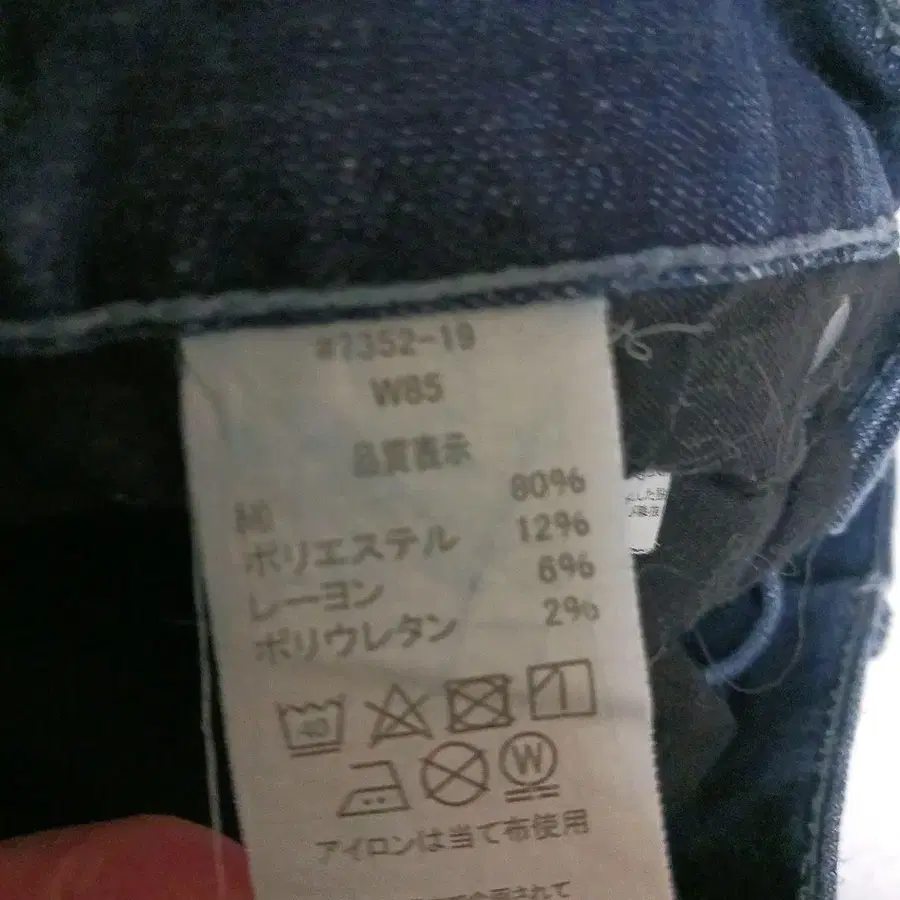 #2352-19
W85
品質表示
綿 80%
ポリエステル 12%
レーヨン 6%
ポリウレタン 2%
40
W
アイロンは当て布使用